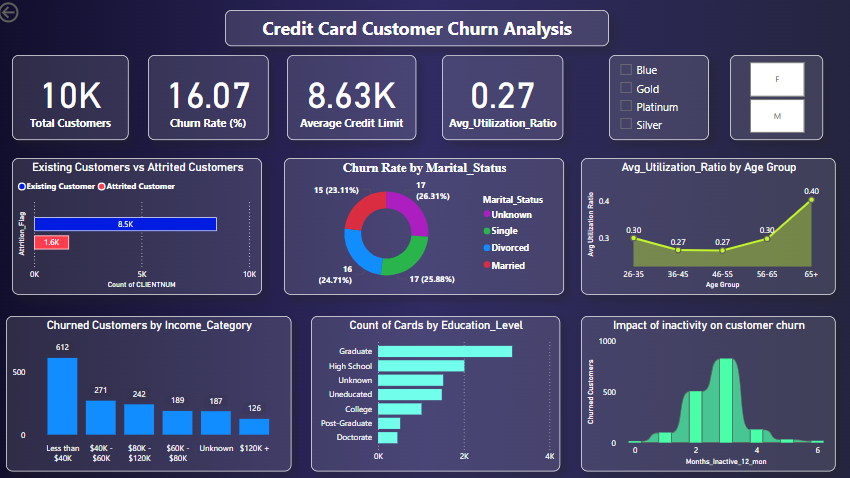 Credit Card Customer Churn Analysis
10K
Total Customers
16.07
Churn Rate (%)
8.63K
Average Credit Limit
0.27
Avg_Utilization_Ratio
Blue
Gold
Platinum
Silver
F
M
Existing Customers vs Attrited Customers
Existing Customer Attrited Customer
Attrition_Flag
8.5K
1.6K
0K 5K 10K
Count of CLIENTNUM
Churn Rate by Marital_Status
15 (23.11%)
17
(26.31%)
16
(24.71%)
17 (25.88%)
Marital_Status
Unknown
Single
Divorced
Married
Avg_Utilization_Ratio by Age Group
Avg Utilization Ratio
0.4
0.3
0.30 0.27 0.27 0.30 0.40
26-35 36-45 46-55 56-65 65+
Age Group
Churned Customers by Income_Category
500
0
612 271 242 189 187 126
Less than
$40K
$40K -
$60K
$80K -
$120K
$60K -
$80K
Unknown
$120K +
Count of Cards by Education_Level
Graduate
High School
Unknown
Uneducated
College
Post-Graduate
Doctorate
0K 2K 4K
Impact of inactivity on customer churn
Churned Customers
1000
500
0
0 2 4 6
Months_Inactive_12_mon